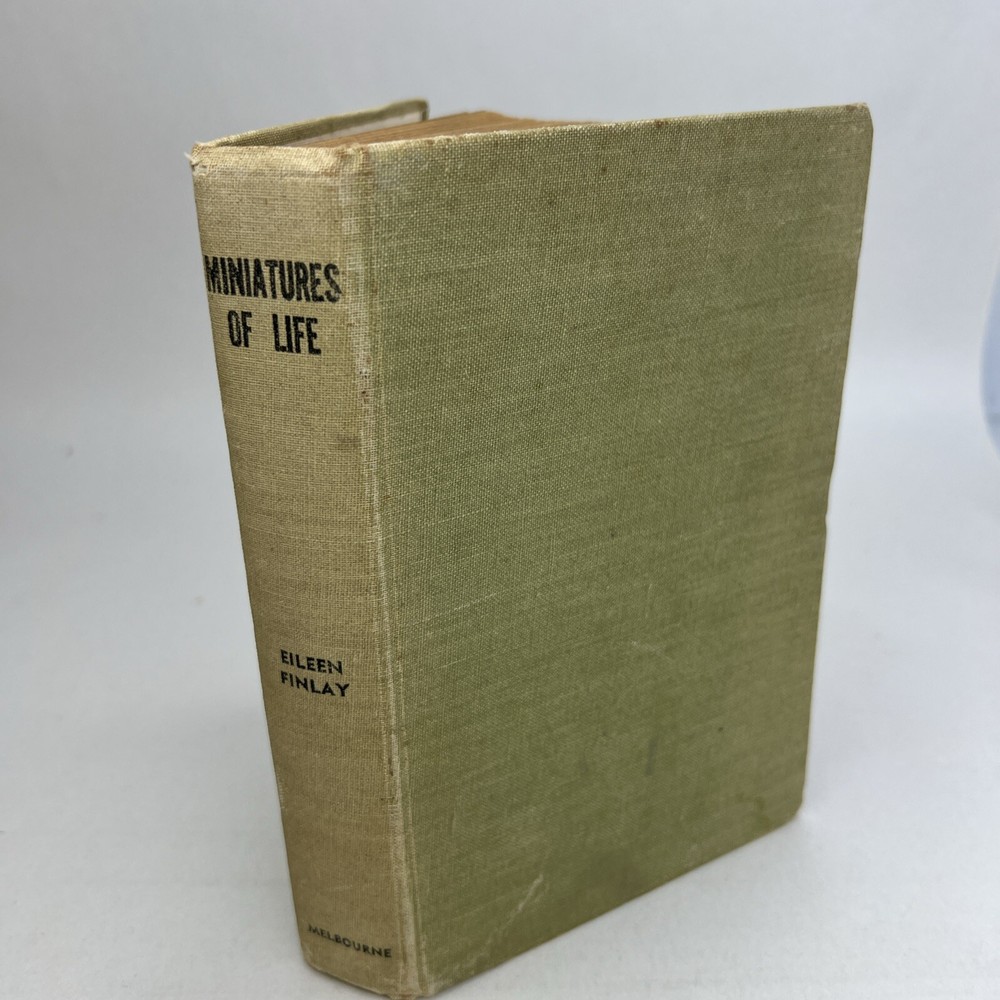 MINIATURES
OF LIFE
EILEEN
FINLAY
MELBOURNE